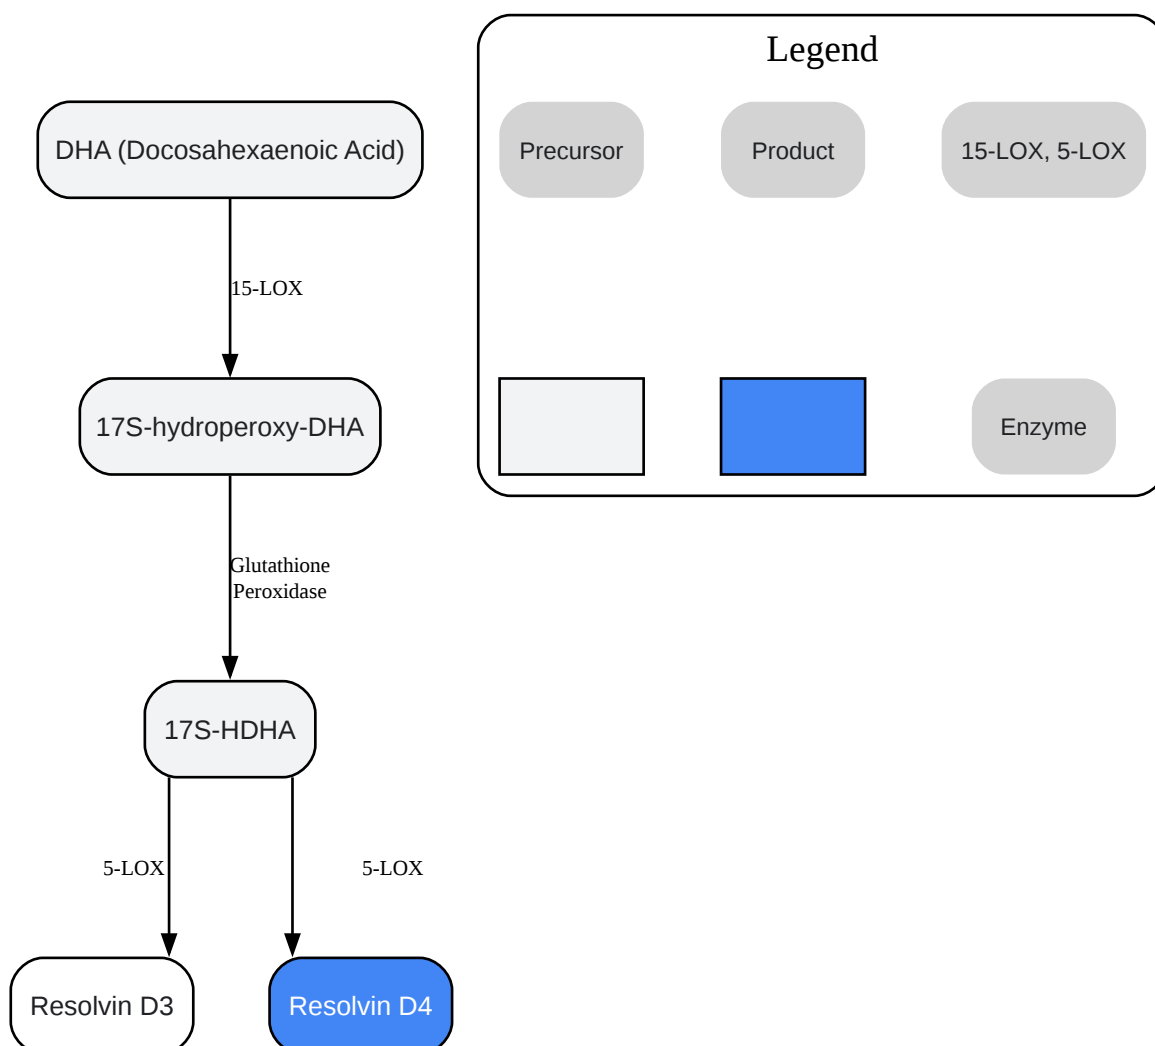 Legend
DHA (Docosahexaenoic Acid)
Precursor
Product
15-LOX, 5-LOX
15-LOX
17S-hydroperoxy-DHA
Enzyme
Glutathione
Peroxidase
17S-HDHA
5-LOX
5-LOX
Resolvin D3
Resolvin D4